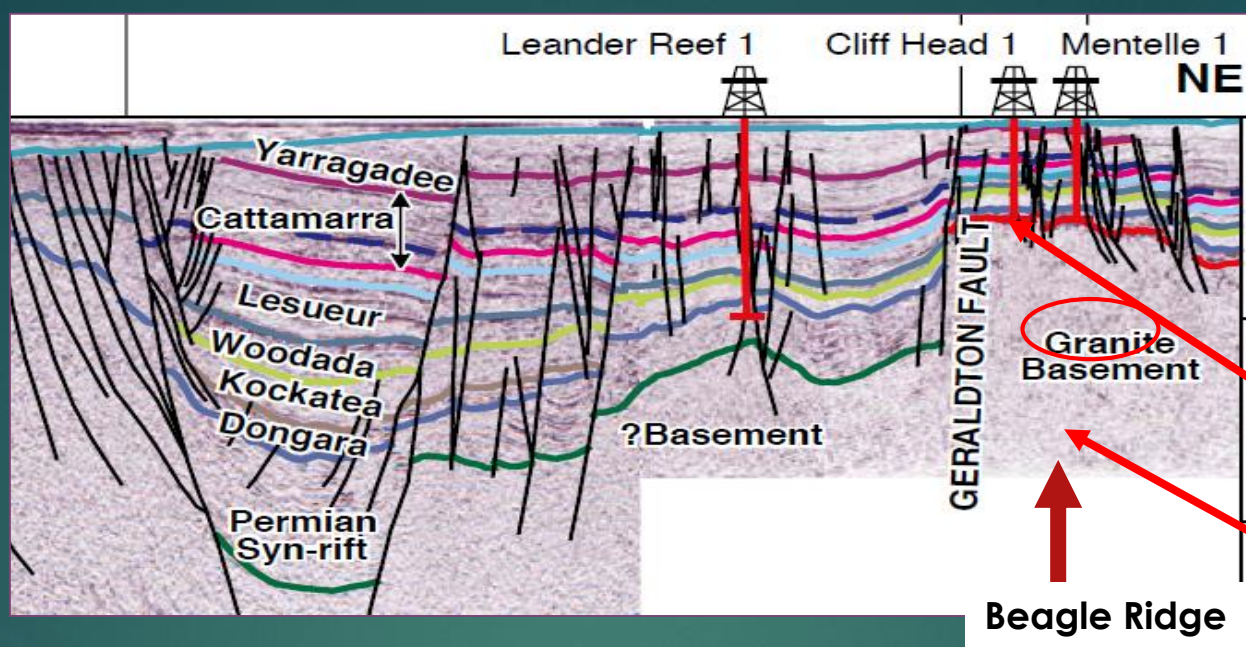 Leander Reef 1
Cliff Head 1
Mentelle 1
NE
Yarragadee
Cattamarra
Lesueur
Woodada
Kockatea
Dongara
Permian
Syn-rift
?Basement
GERALDTON FAULT
Granite
Basement
Beagle Ridge